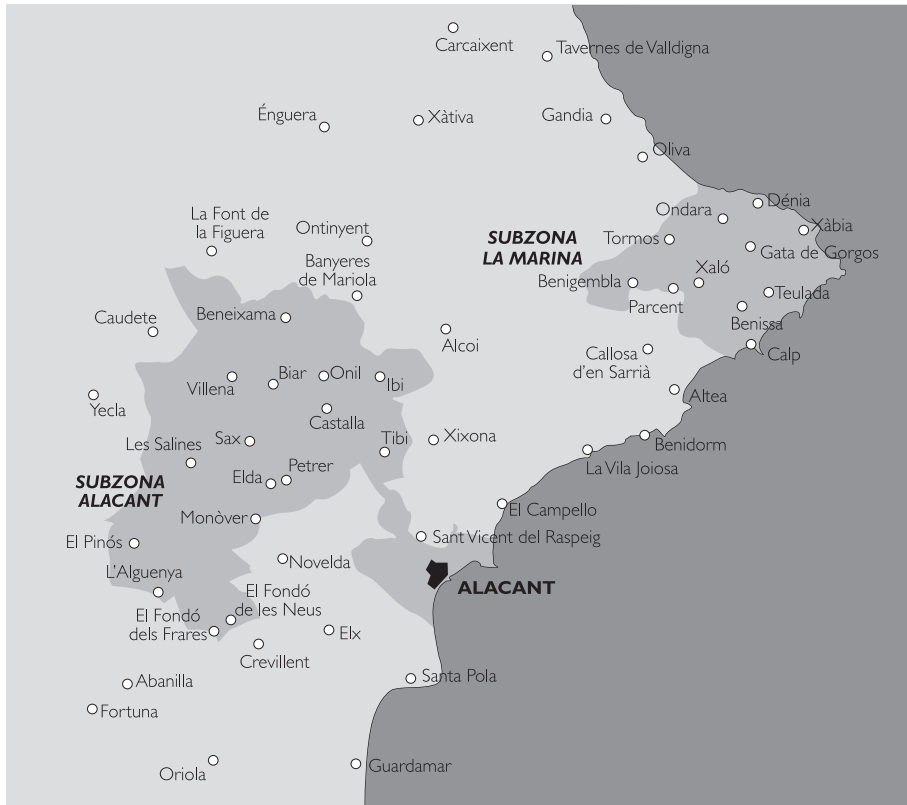 Carcaixent
Tavernes de Valldigna
Énguera
Xàtiva
Gandia
Oliva
La Font de
la Figuera
Ontinyent
Banyeres
de Mariola
SUBZONA
LA MARINA
Ondara
Dénia
Xàbia
Tormos
Gata de Gorgos
Benigembla
Xaló
Parcent
Teulada
Benissa
Calp
Caudete
Beneixama
Alcoi
Callosa
d'en Sarrià
Altea
Villena
Biar
Onil
Ibi
Yecla
Castalla
Les Salines
Sax
Tibi
Xixona
Benidorm
La Vila Joiosa
SUBZONA
ALACANT
Elda
Petrer
Monòver
El Campello
El Pinós
Sant Vicent del Raspeig
L'Alguenya
Novelda
ALACANT
El Fondó
de les Neus
El Fondó
dels Frares
Elx
Crevillent
Abanilla
Santa Pola
Fortuna
Oriola
Guardamar